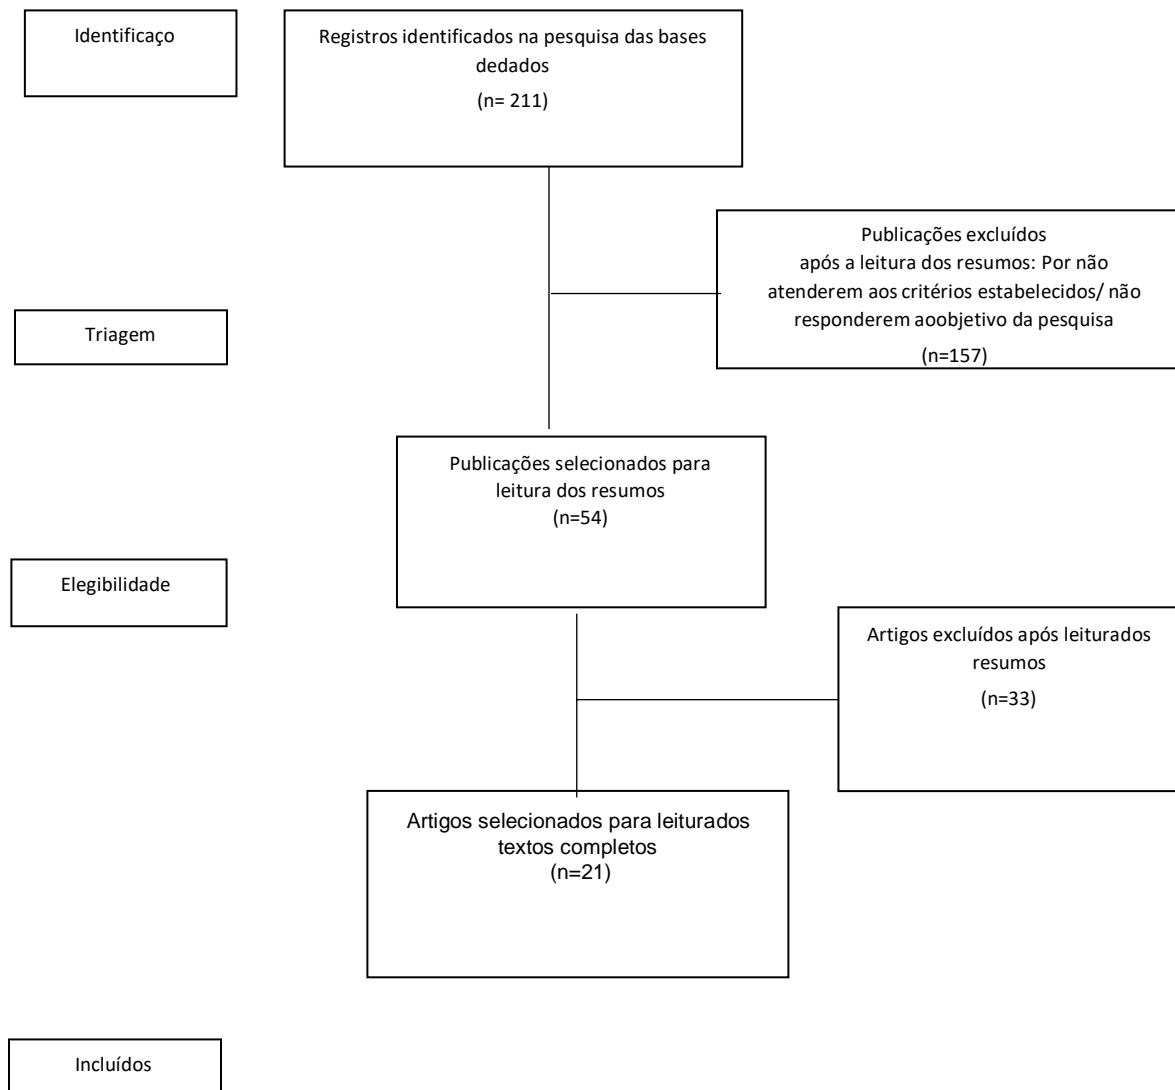 Identificaço
Registros identificados na pesquisa das bases
dedados
(n= 211)
Publicações excluídos
após a leitura dos resumos: Por não
atenderem aos critérios estabelecidos/ não
responderem aoobjetivo da pesquisa
(n=157)
Triagem
Publicações selecionados para
leitura dos resumos
(n=54)
Elegibilidade
Artigos excluídos após leiturados
resumos
(n=33)
Artigos selecionados para leiturados
textos completos
(n=21)
Incluídos